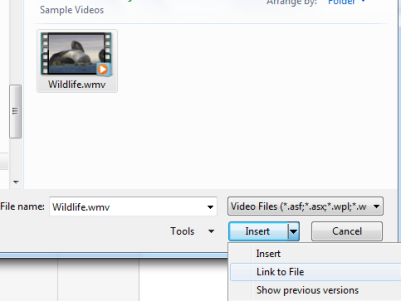 Arrange by: Folder
Sample Videos
Wildlife.wmv
File name: Wildlife.wmv
Video Files (*.asf;*.asx;*.wpl;*.w
Tools
Insert
Cancel
Insert
Link to File
Show previous versions